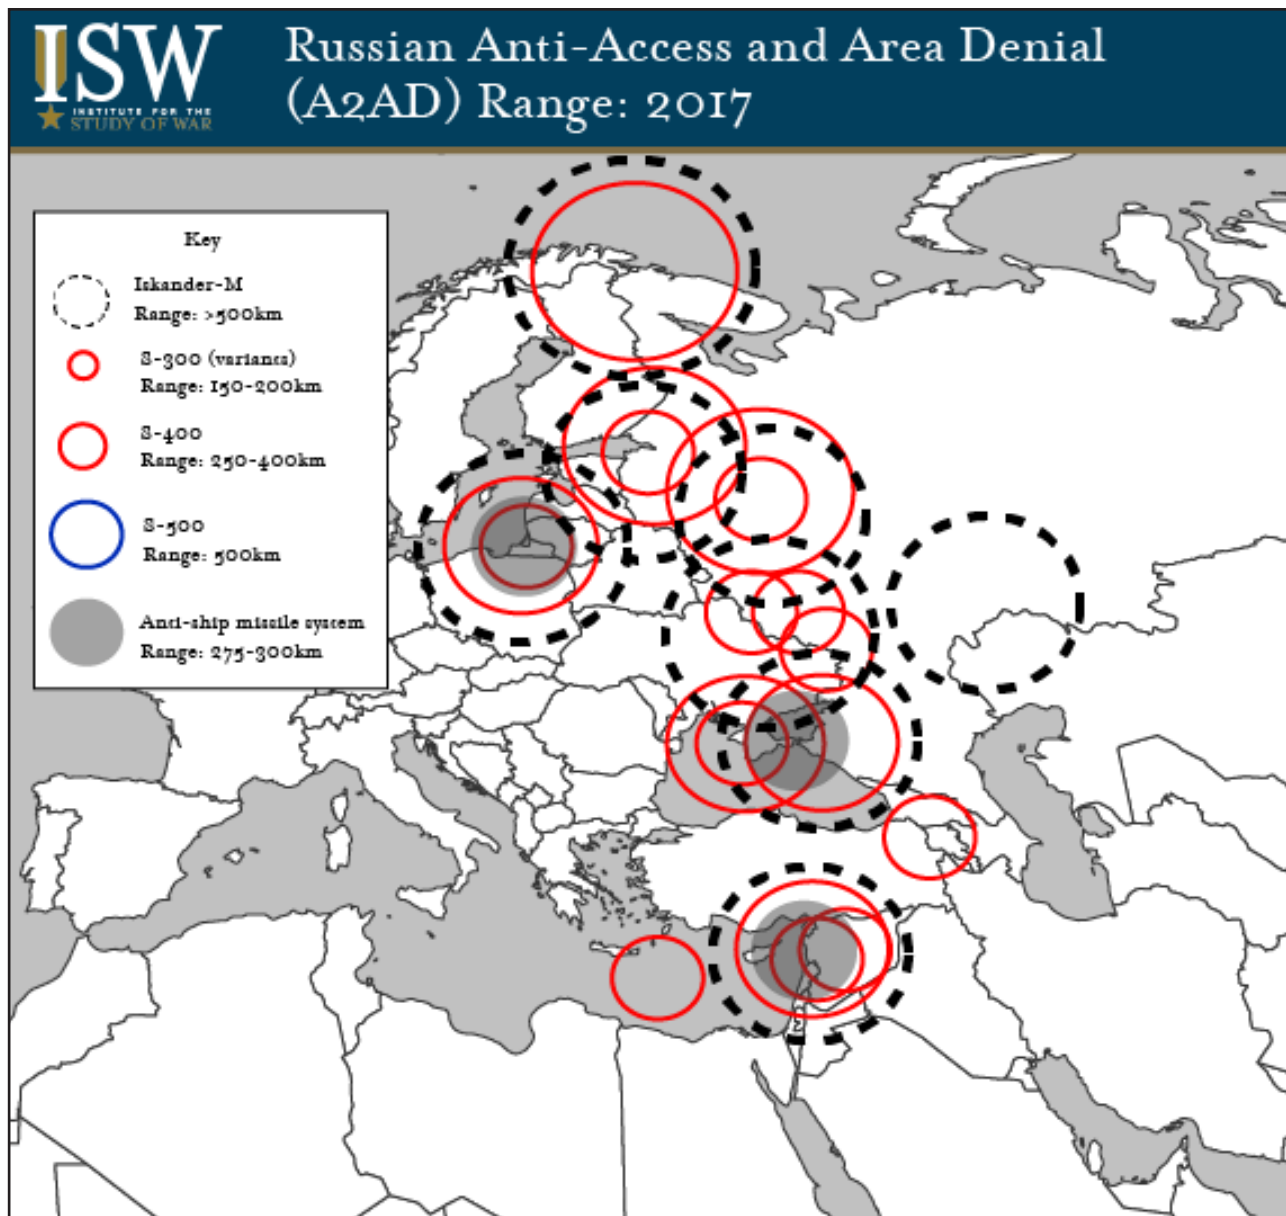 ISW
INSTITUTE FOR THE
STUDY OF WAR
Russian Anti-Access and Area Denial
(A2AD) Range: 2017
Key
Iskander-M
Range: >500km
S-300 (variants)
Range: 150-200km
S-400
Range: 250-400km
S-500
Range: 500km
Anti-ship missile system
Range: 275-300km